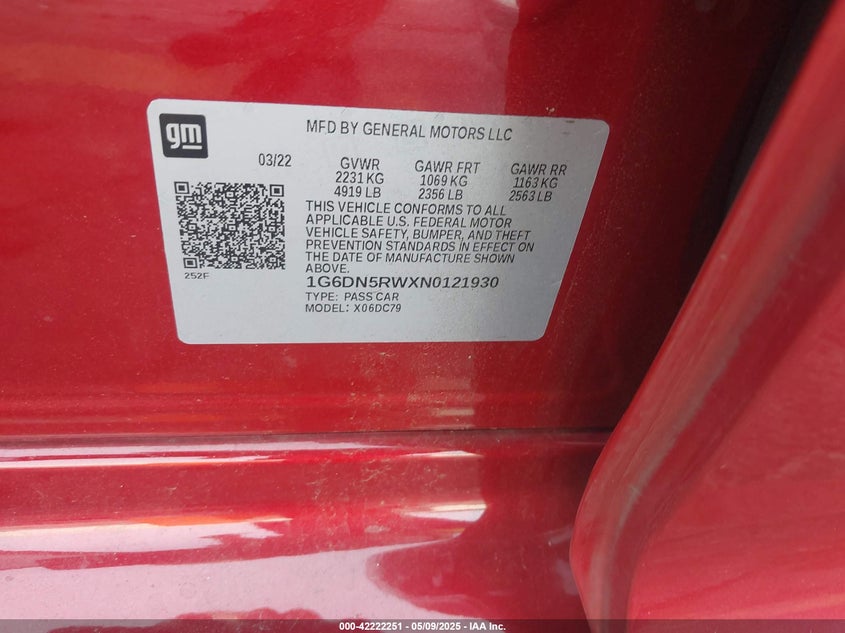 gm
MFD BY GENERAL MOTORS LLC
03/22 GVWR GAWR FRT GAWR RR
2231 KG 1069 KG 1163 KG
4919 LB 2356 LB 2563 LB
THIS VEHICLE CONFORMS TO ALL
APPLICABLE U.S. FEDERAL MOTOR
VEHICLE SAFETY, BUMPER, AND THEFT
PREVENTION STANDARDS IN EFFECT ON
THE DATE OF MANUFACTURE SHOWN
ABOVE.
252F
1G6DN5RWXN0121930
TYPE: PASS CAR
MODEL: X06DC79
000-42222251 - 05/09/2025 - IAA Inc.